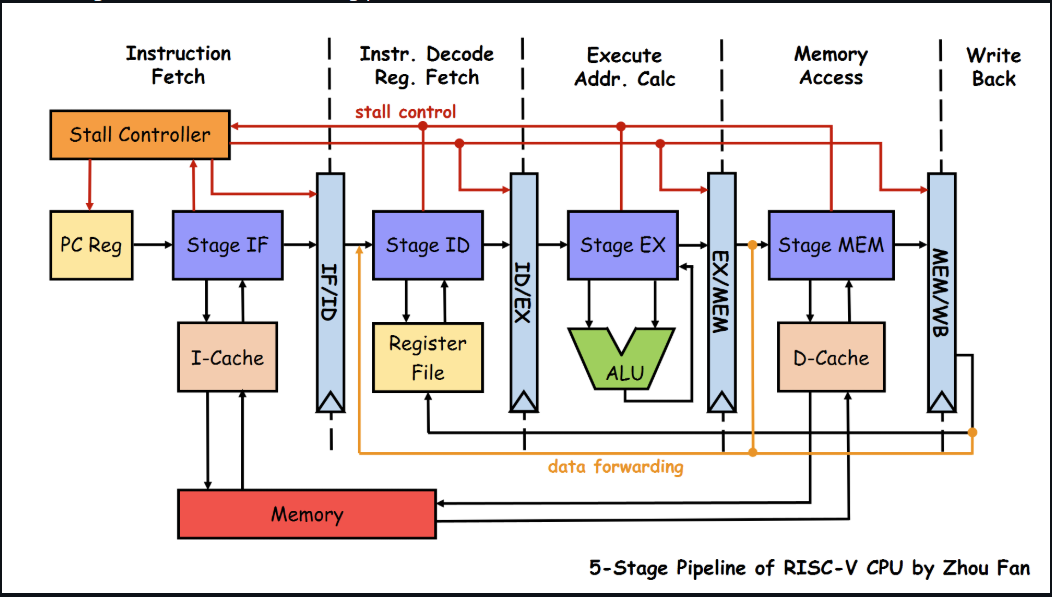 Instruction
Fetch
Instr. Decode
Reg. Fetch
Execute
Addr. Calc
Memory
Access
Write
Back
stall control
Stall Controller
PC Reg
Stage IF
IF/ID
Stage ID
ID/EX
Stage EX
EX/MEM
Stage MEM
MEM/WB
I-Cache
Register
File
ALU
D-Cache
data forwarding
Memory
5-Stage Pipeline of RISC-V CPU by Zhou Fan